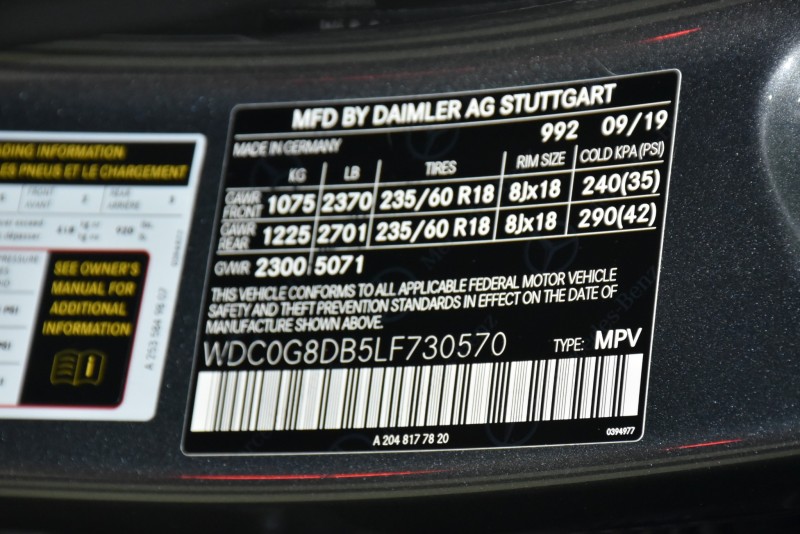 MFD BY DAIMLER AG STUTTGART
MADE IN GERMANY 992 09/19
KG LB TIRES RIM SIZE COLD KPA (PSI)
GAWR FRONT 1075 2370 235/60 R18 8Jx18 240(35)
GAWR REAR 1225 2701 235/60 R18 8Jx18 290(42)
GVWR 2300 5071
THIS VEHICLE CONFORMS TO ALL APPLICABLE FEDERAL MOTOR VEHICLE
SAFETY AND THEFT PREVENTION STANDARDS IN EFFECT ON THE DATE OF
MANUFACTURE SHOWN ABOVE.
WDC0G8DB5LF730570 TYPE: MPV
A 204 817 78 20 0394977
ADING INFORMATION
ES PNEUS ET LE CHARGEMENT
SEE OWNER'S
MANUAL FOR
ADDITIONAL
INFORMATION